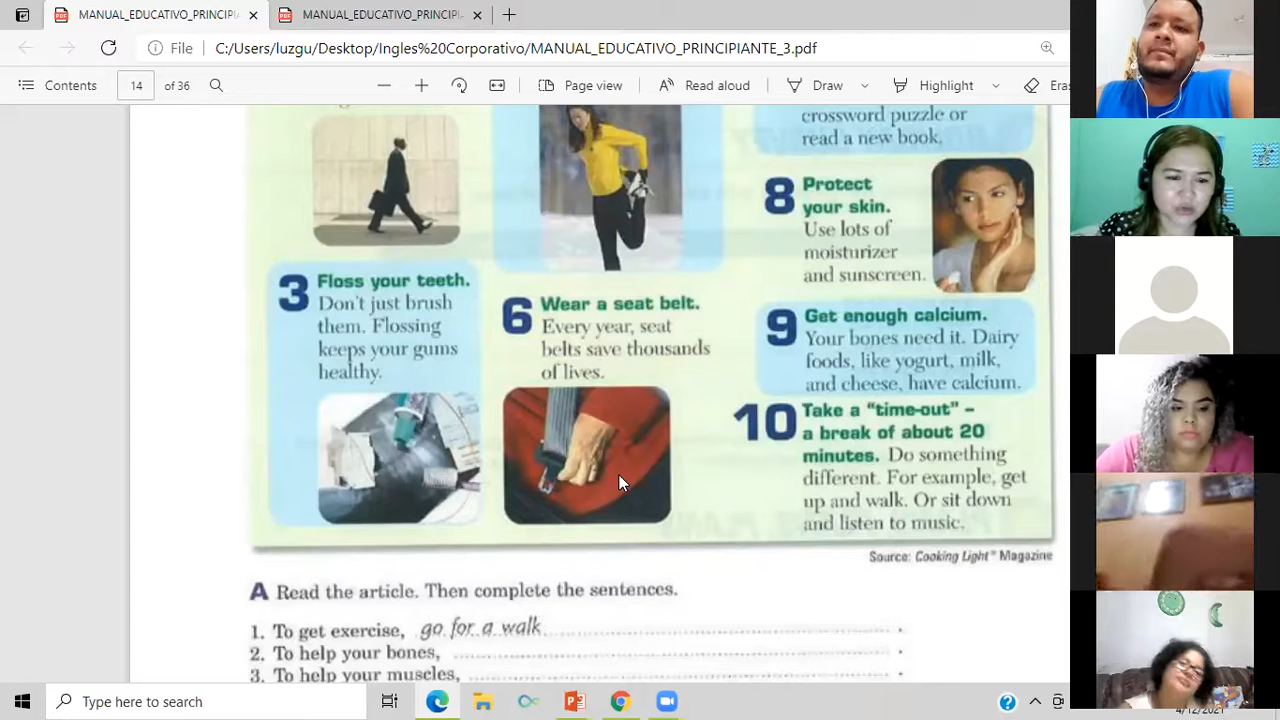 MANUAL_EDUCATIVO_PRINCIPIA
MANUAL_EDUCATIVO_PRINCIPI
File
C:/Users/luzgu/Desktop/Ingles%20Corporativo/MANUAL_EDUCATIVO_PRINCIPIANTE_3.pdf
Contents
14 of 36
Page view
Read aloud
Draw
Highlight
Eras
crossword puzzle or
read a new book.
8 Protect
your skin.
Use lots of
moisturizer
and sunscreen.
3 Floss your teeth.
Don't just brush
them. Flossing
keeps your gums
healthy.
6 Wear a seat belt.
Every year, seat
belts save thousands
of lives.
9 Get enough calcium.
Your bones need it. Dairy
foods, like yogurt, milk,
and cheese, have calcium.
10 Take a "time-out" –
a break of about 20
minutes. Do something
different. For example, get
up and walk. Or sit down
and listen to music.
Source: Cooking Light™ Magazine
A Read the article. Then complete the sentences.
1. To get exercise, go for a walk .
2. To help your bones, .
3. To help your muscles, .
Type here to search
4/12/2021